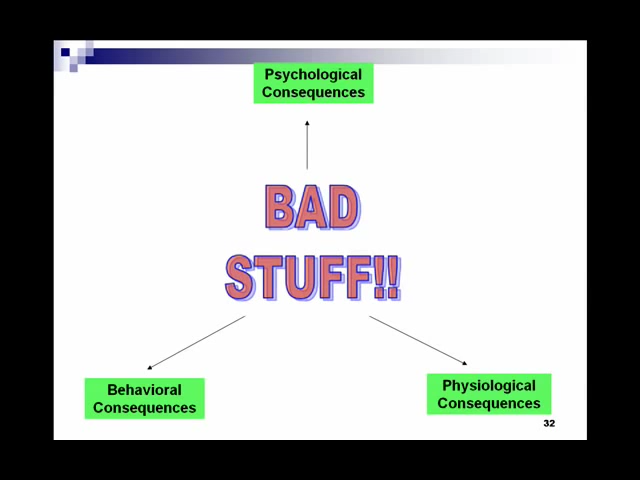 Psychological
Consequences
BAD
STUFF!!
Behavioral
Consequences
Physiological
Consequences
32